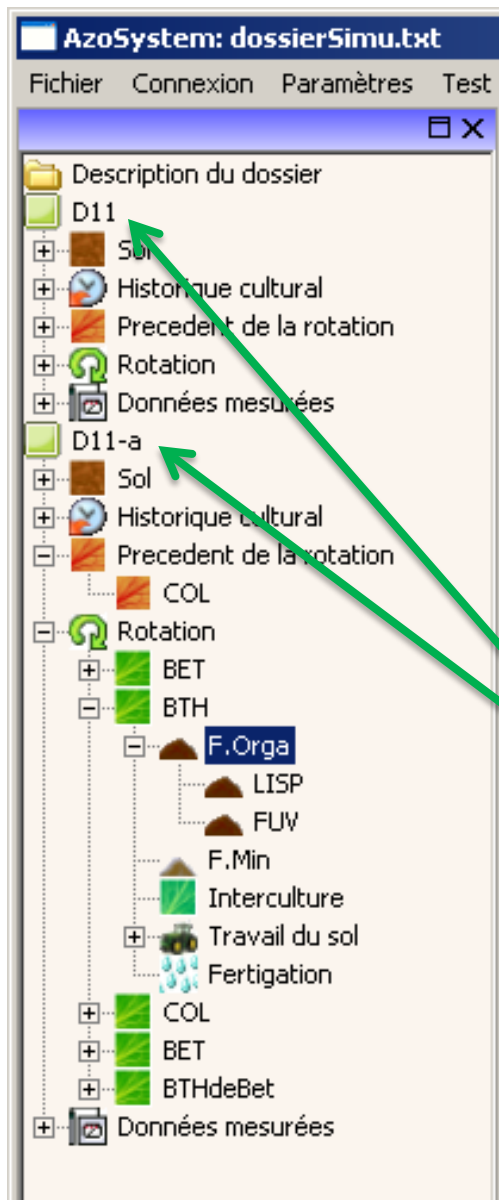 AzoSystem: dossierSimu.txt
Fichier Connexion Paramètres Test
Description du dossier
D11
Sol
Historique cultural
Precedent de la rotation
Rotation
Données mesurées
D11-a
Sol
Historique cultural
Precedent de la rotation
COL
Rotation
BET
BTH
F.Orga
LISP
FUV
F.Min
Interculture
Travail du sol
Fertigation
COL
BET
BTHdeBet
Données mesurées